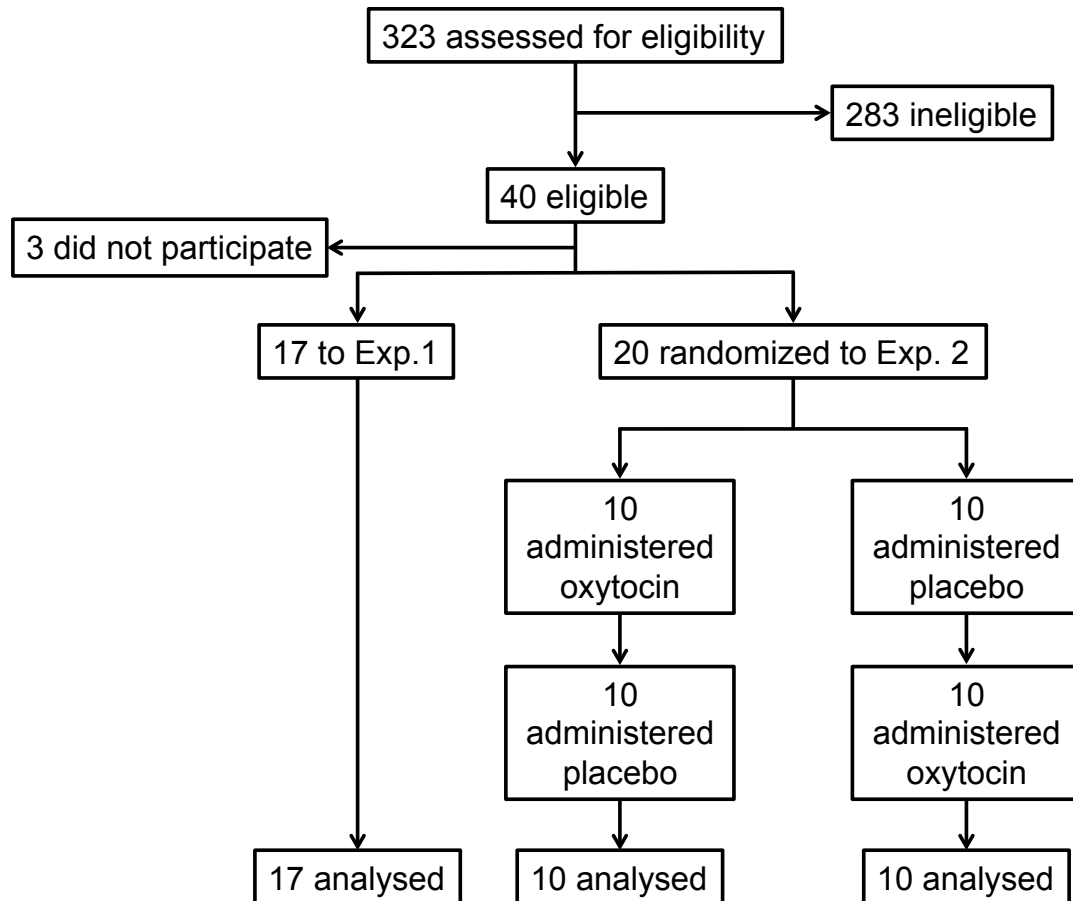 323 assessed for eligibility
283 ineligible
40 eligible
3 did not participate
17 to Exp.1
20 randomized to Exp. 2
10
administered
oxytocin
10
administered
placebo
10
administered
placebo
10
administered
oxytocin
17 analysed
10 analysed
10 analysed